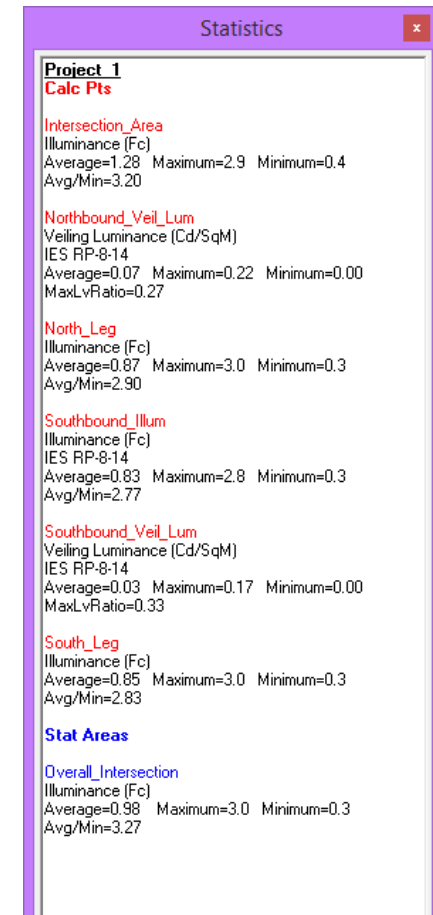 Statistics
x
Project_1
Calc Pts
Intersection_Area
Illuminance (Fc)
Average=1.28 Maximum=2.9 Minimum=0.4
Avg/Min=3.20
Northbound_Veil_Lum
Veiling Luminance (Cd/SqM)
IES RP-8-14
Average=0.07 Maximum=0.22 Minimum=0.00
MaxLvRatio=0.27
North_Leg
Illuminance (Fc)
Average=0.87 Maximum=3.0 Minimum=0.3
Avg/Min=2.90
Southbound_Illum
Illuminance (Fc)
IES RP-8-14
Average=0.83 Maximum=2.8 Minimum=0.3
Avg/Min=2.77
Southbound_Veil_Lum
Veiling Luminance (Cd/SqM)
IES RP-8-14
Average=0.03 Maximum=0.17 Minimum=0.00
MaxLvRatio=0.33
South_Leg
Illuminance (Fc)
Average=0.85 Maximum=3.0 Minimum=0.3
Avg/Min=2.83
Stat Areas
Overall_Intersection
Illuminance (Fc)
Average=0.98 Maximum=3.0 Minimum=0.3
Avg/Min=3.27